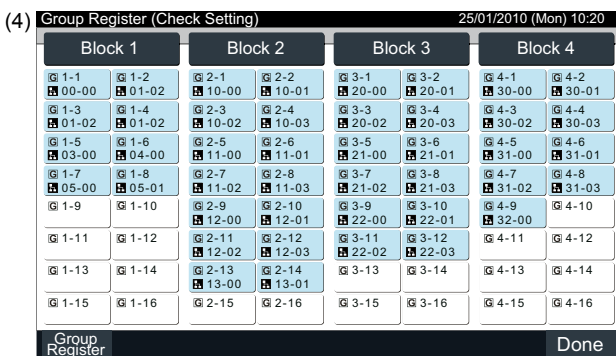 (4)
Group Register (Check Setting) 25/01/2010 (Mon) 10:20
Block 1 Block 2 Block 3 Block 4
G 1-1 G 1-2 G 2-1 G 2-2 G 3-1 G 3-2 G 4-1 G 4-2
00-00 01-02 10-00 10-01 20-00 20-01 30-00 30-01
G 1-3 G 1-4 G 2-3 G 2-4 G 3-3 G 3-4 G 4-3 G 4-4
01-02 01-02 10-02 10-03 20-02 20-03 30-02 30-03
G 1-5 G 1-6 G 2-5 G 2-6 G 3-5 G 3-6 G 4-5 G 4-6
03-00 04-00 11-00 11-01 21-00 21-01 31-00 31-01
G 1-7 G 1-8 G 2-7 G 2-8 G 3-7 G 3-8 G 4-7 G 4-8
05-00 05-01 11-02 11-03 21-02 21-03 31-02 31-03
G 1-9 G 1-10 G 2-9 G 2-10 G 3-9 G 3-10 G 4-9 G 4-10
12-00 12-01 22-00 22-01 32-00
G 1-11 G 1-12 G 2-11 G 2-12 G 3-11 G 3-12 G 4-11 G 4-12
12-02 12-03 22-02 22-03
G 1-13 G 1-14 G 2-13 G 2-14 G 3-13 G 3-14 G 4-13 G 4-14
13-00 13-01
G 1-15 G 1-16 G 2-15 G 2-16 G 3-15 G 3-16 G 4-15 G 4-16
Group
Register
Done